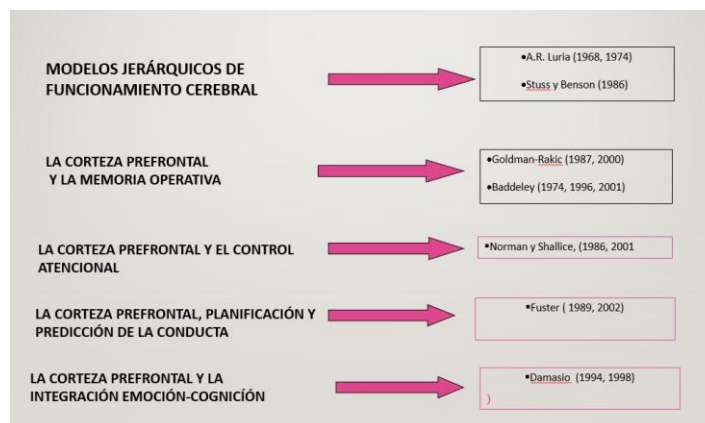 MODELOS JERÁRQUICOS DE
FUNCIONAMIENTO CEREBRAL
•A.R. Luria (1968, 1974)
•Stuss y Benson (1986)
LA CORTEZA PREFRONTAL
Y LA MEMORIA OPERATIVA
•Goldman-Rakic (1987, 2000)
•Baddeley (1974, 1996, 2001)
LA CORTEZA PREFRONTAL Y EL CONTROL
ATENCIONAL
▪Norman y Shallice, (1986, 2001
LA CORTEZA PREFRONTAL, PLANIFICACIÓN Y
PREDICCIÓN DE LA CONDUCTA
▪Fuster ( 1989, 2002)
LA CORTEZA PREFRONTAL Y LA
INTEGRACIÓN EMOCIÓN-COGNICÍÓN
▪Damasio (1994, 1998)
)